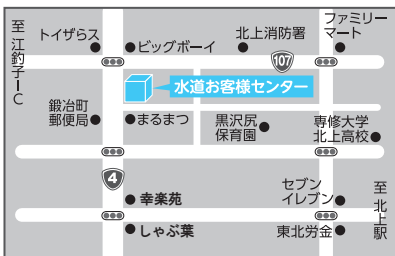 至 江釣子IC
トイザらス
ビッグボーイ
北上消防署
ファミリー
マート
107
水道お客様センター
鍛冶町
郵便局
まるまつ
黒沢尻
保育園
専修大学
北上高校
4
幸楽苑
セブン
イレブン
至 北上駅
しゃぶ葉
東北労金